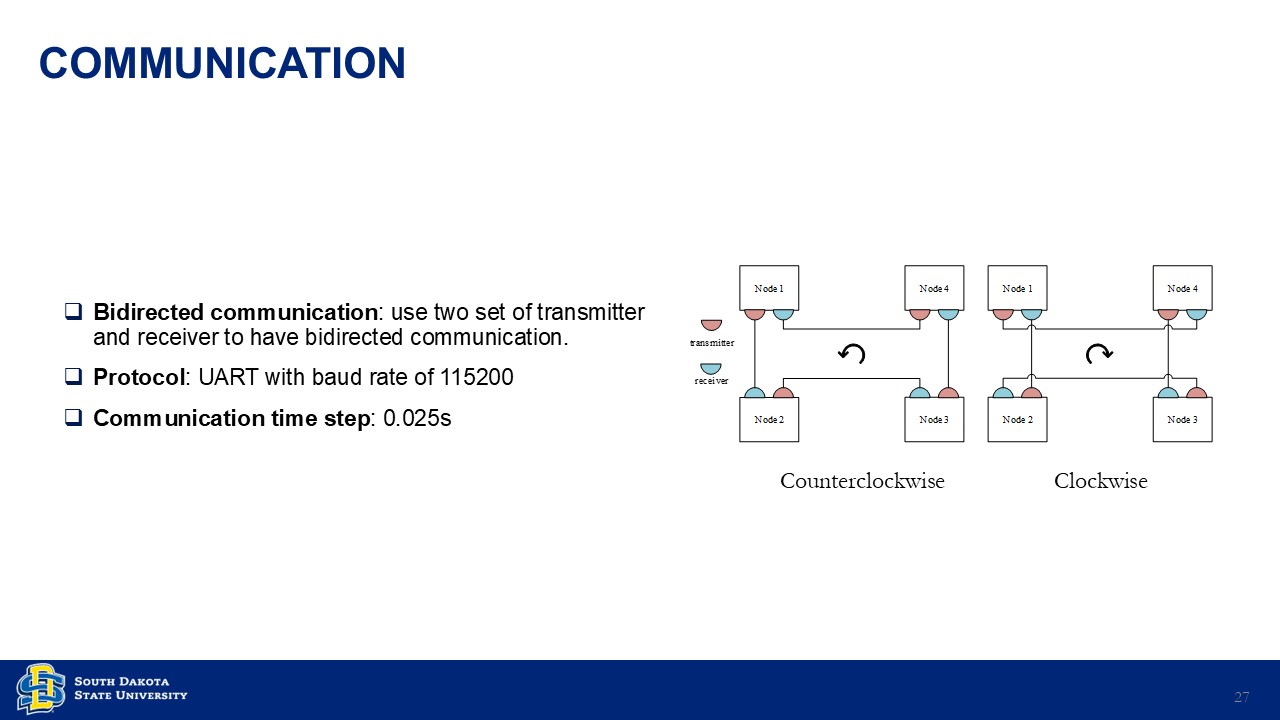 COMMUNICATION
Bidirected communication: use two set of transmitter
and receiver to have bidirected communication.
Protocol: UART with baud rate of 115200
Communication time step: 0.025s
Node 1
Node 4
Node 1
Node 4
transmitter
receiver
Node 2
Node 3
Node 2
Node 3
Counterclockwise
Clockwise
SOUTH DAKOTA
STATE UNIVERSITY
27